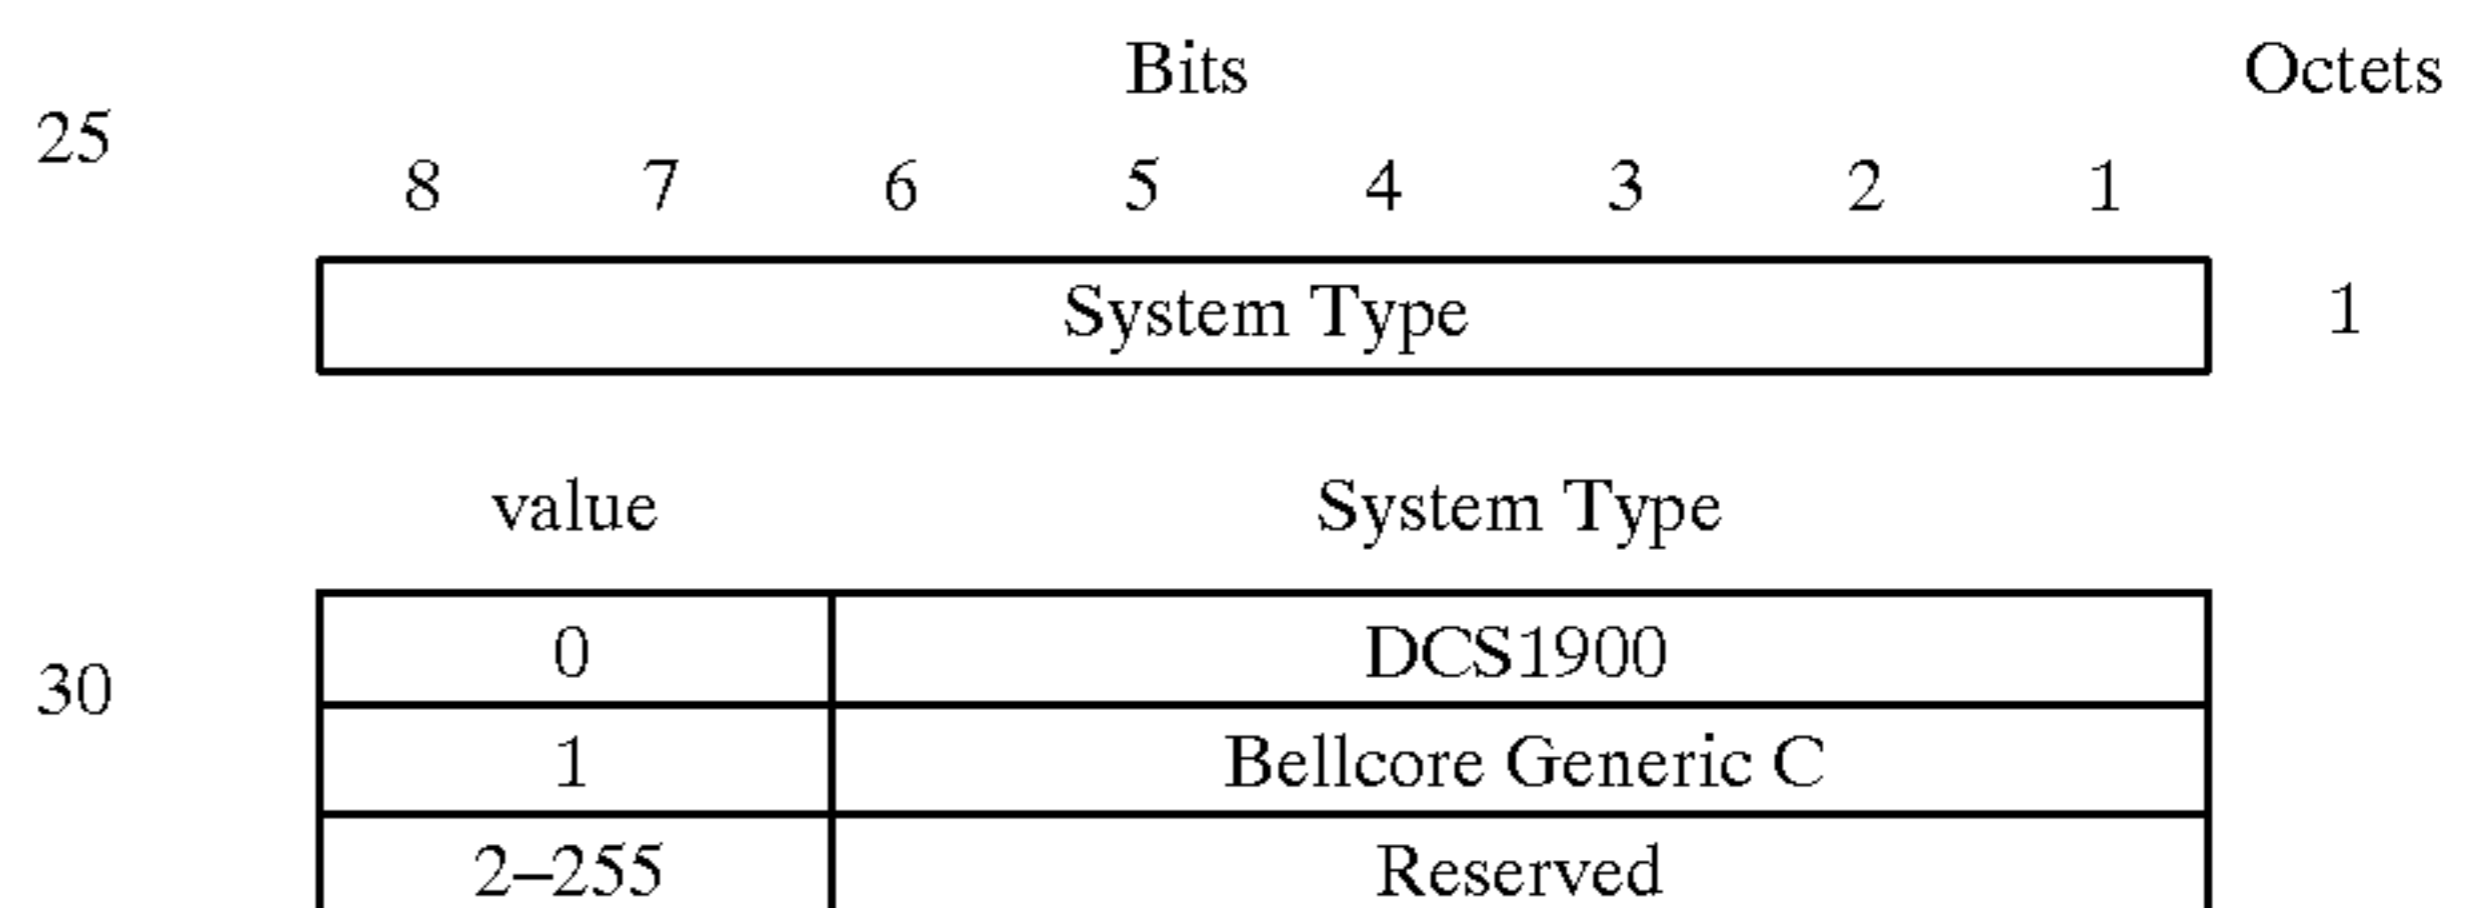 Bits Octets
25
8 7 6 5 4 3 2 1
System Type 1
value System Type
0 DCS1900
30
1 Bellcore Generic C
2–255 Reserved